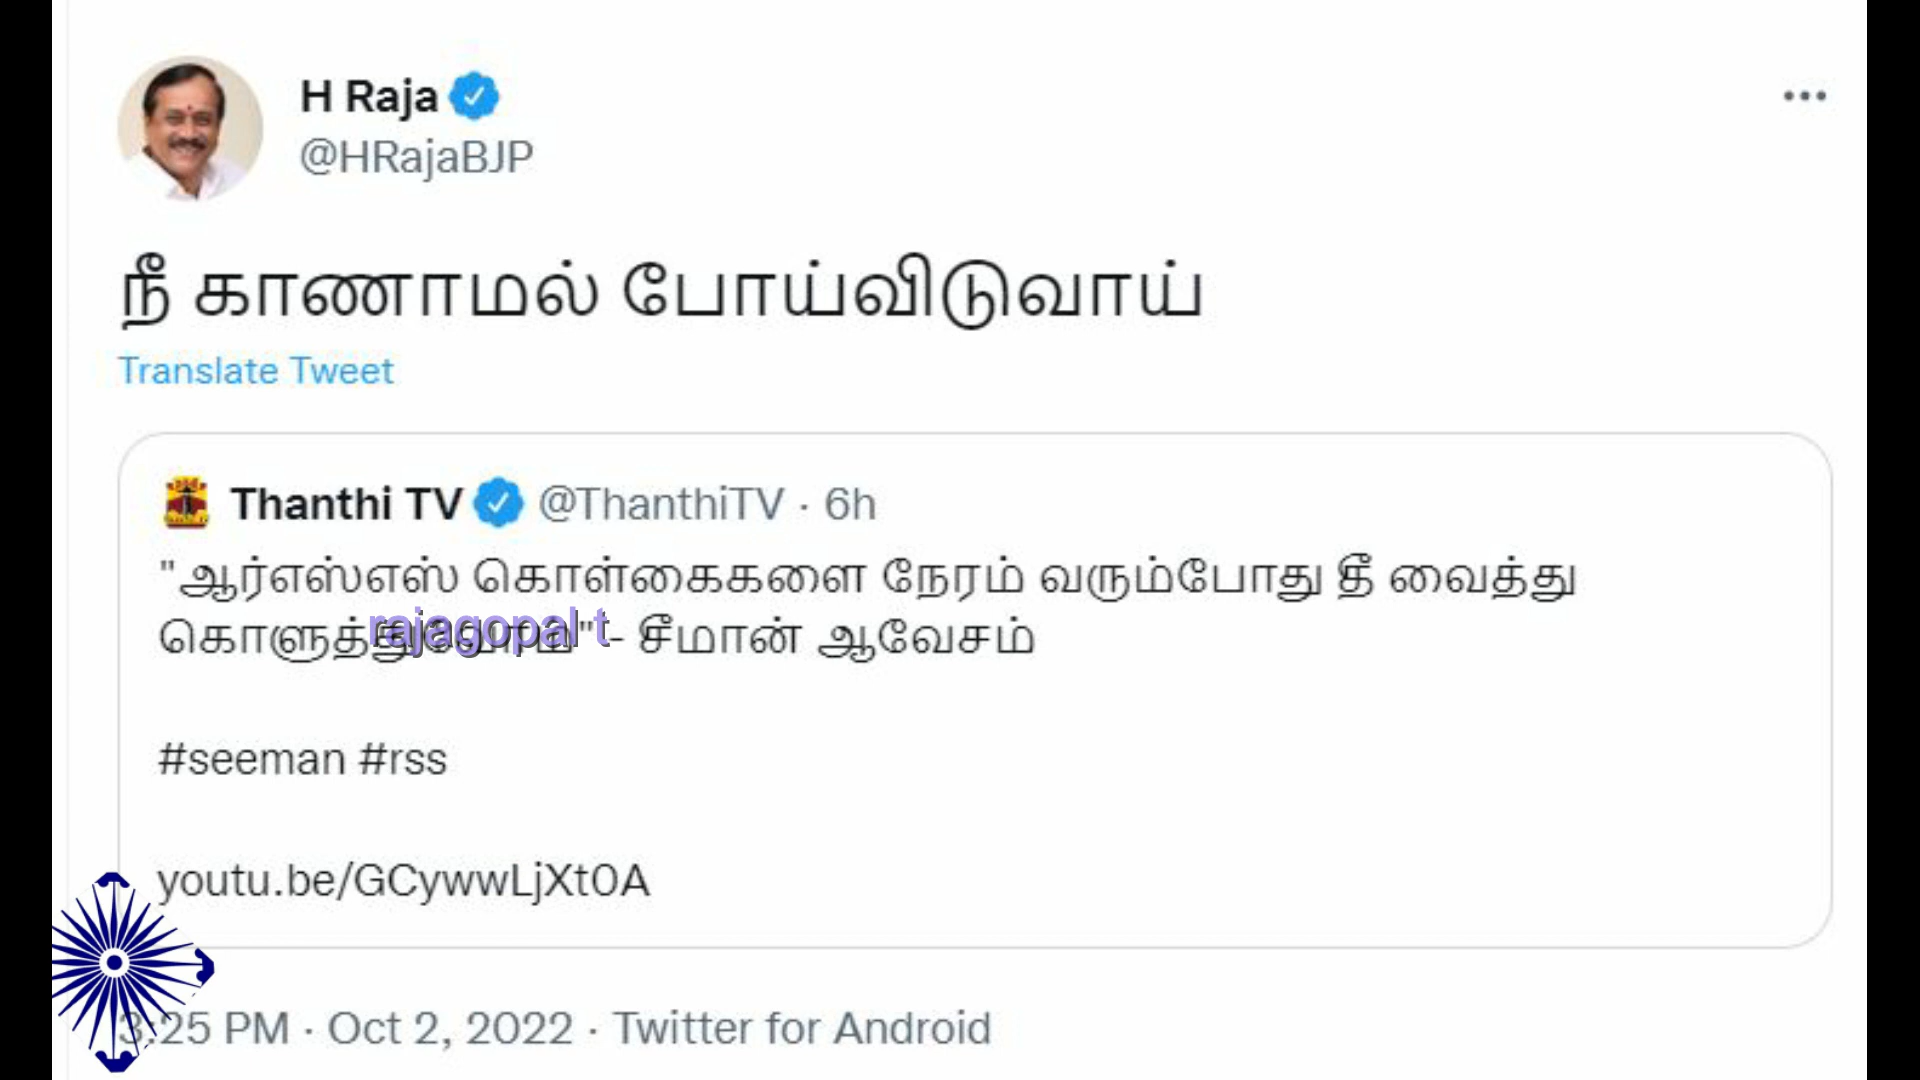 H Raja
@HRajaBJP
நீ காணாமல் போய்விடுவாய்
Translate Tweet
Thanthi TV @ThanthiTV · 6h
"ஆர்எஸ்எஸ் கொள்கைகளை நேரம் வரும்போது தீ வைத்து
கொளுத்துவோம்" - சீமான் ஆவேசம்
rajagopal t
#seeman #rss
youtu.be/GCywwLjXt0A
3:25 PM · Oct 2, 2022 · Twitter for Android